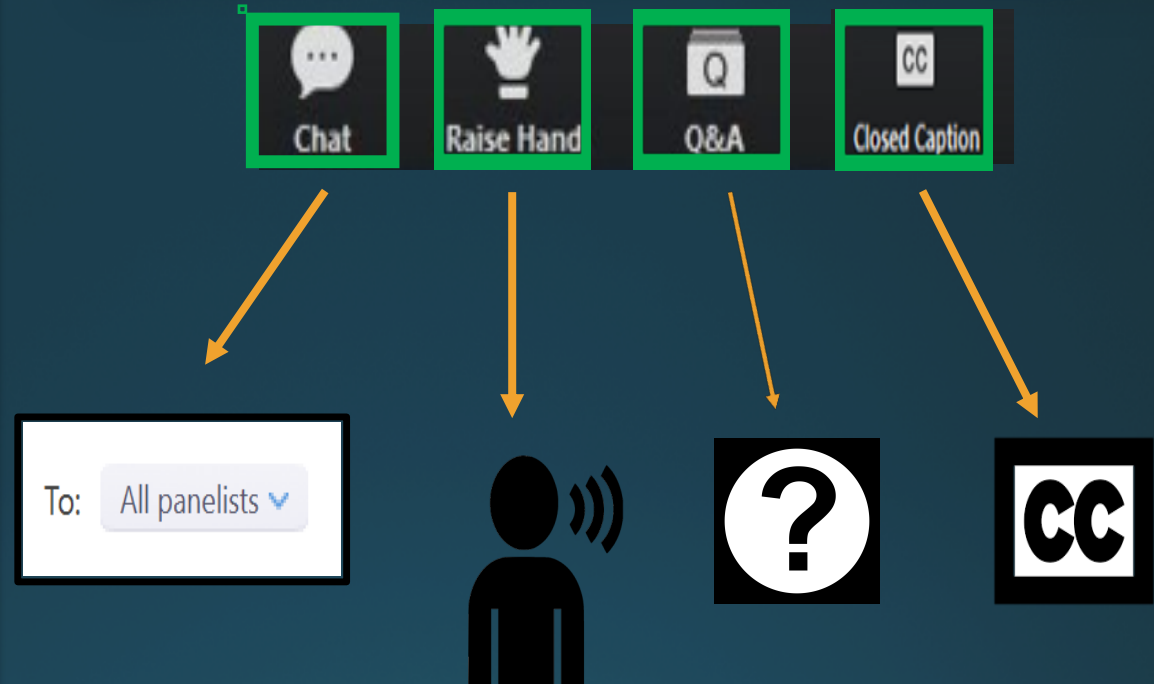 CC
Chat
Raise Hand
Q
Q&A
Closed Caption
To:
All panelists
?
CC